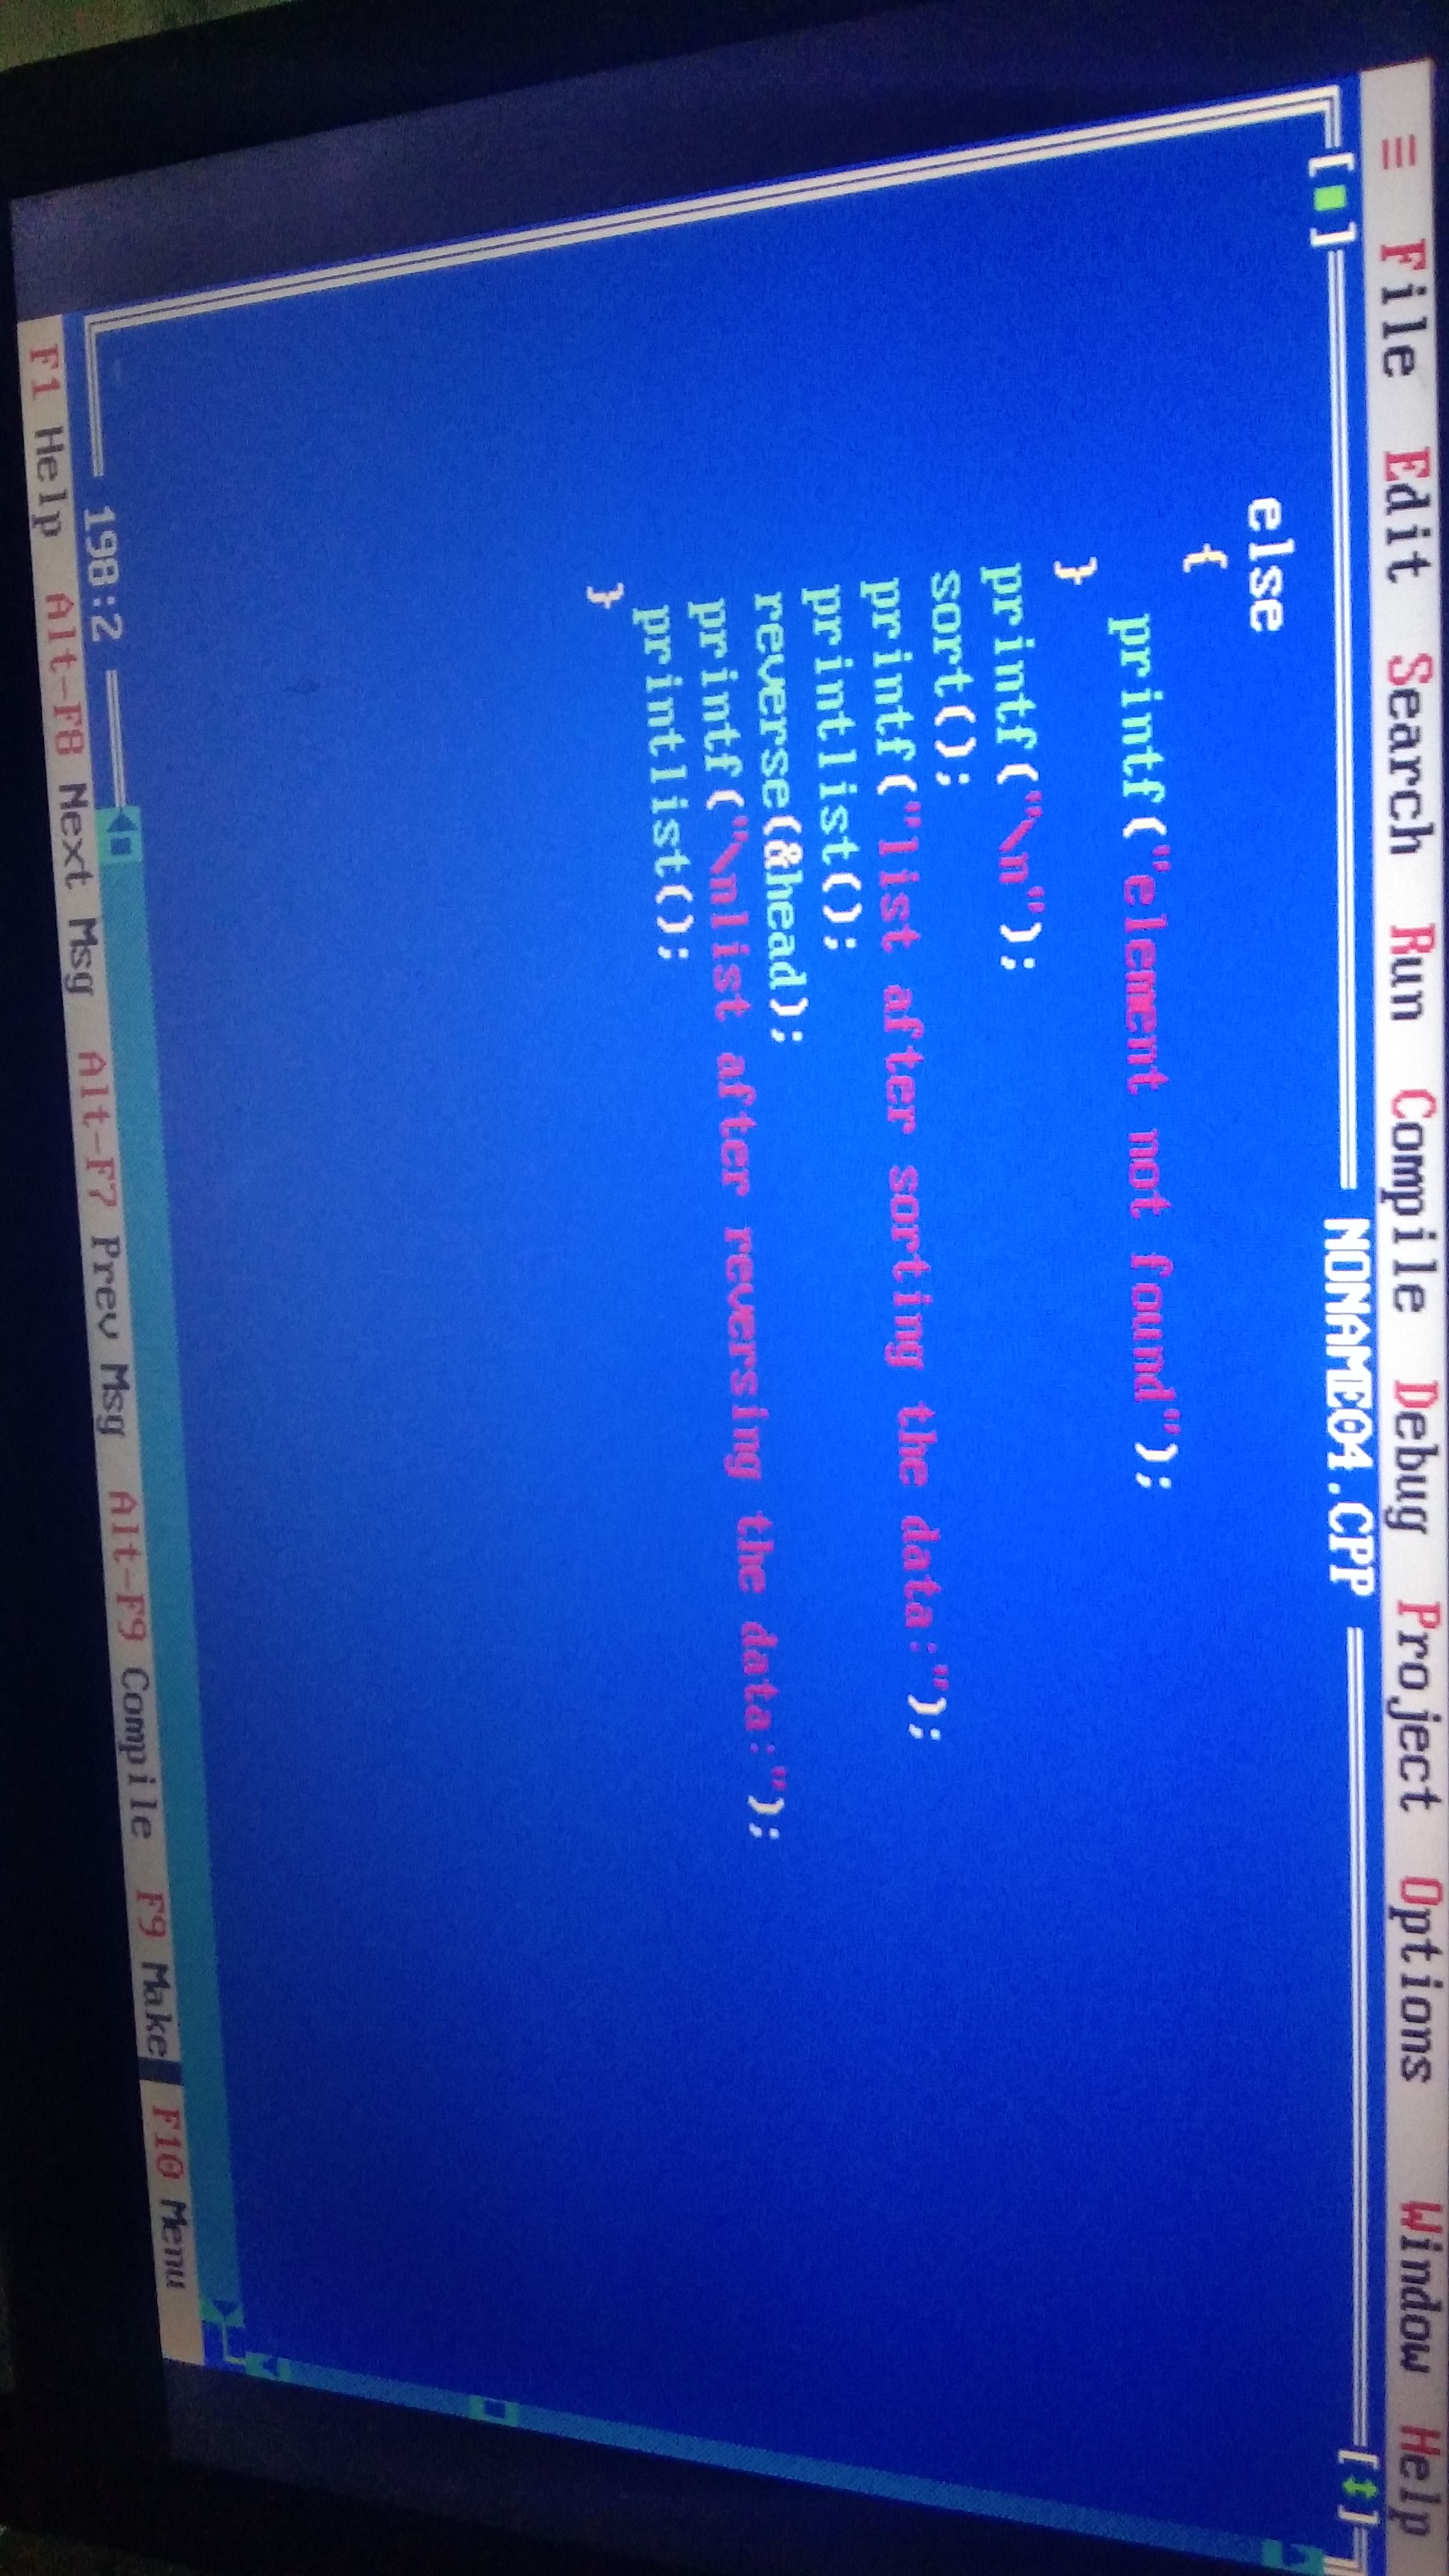 ≡ File Edit Search Run Compile Debug Project Options Window Help
[■] NONAME04.CPP [↕]
else
{
printf("element not found");
}
printf("\n");
sort();
printf("list after sorting the data:");
printlist();
reverse(&head);
printf("\nlist after reversing the data:");
printlist();
}
198:2
F1 Help Alt-F8 Next Msg Alt-F7 Prev Msg Alt-F9 Compile F9 Make F10 Menu